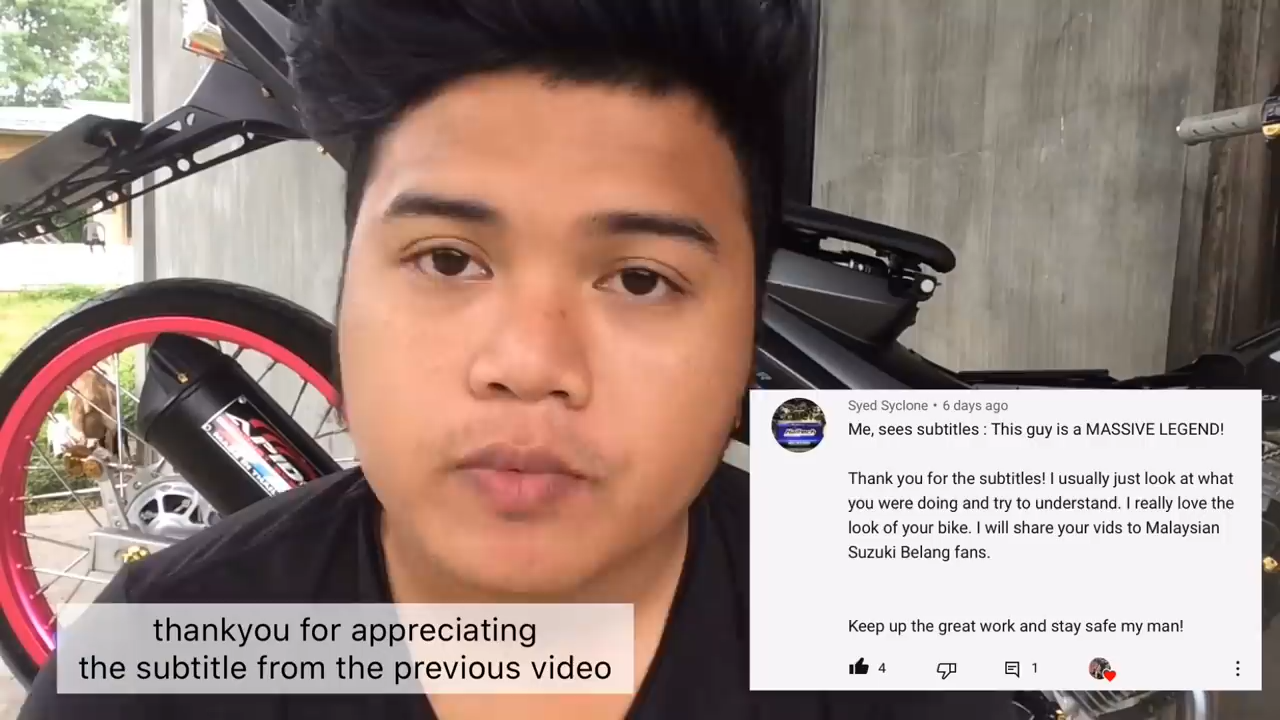 Syed Syclone • 6 days ago
Me, sees subtitles : This guy is a MASSIVE LEGEND!
Thank you for the subtitles! I usually just look at what
you were doing and try to understand. I really love the
look of your bike. I will share your vids to Malaysian
Suzuki Belang fans.
Keep up the great work and stay safe my man!
4
1
thankyou for appreciating
the subtitle from the previous video